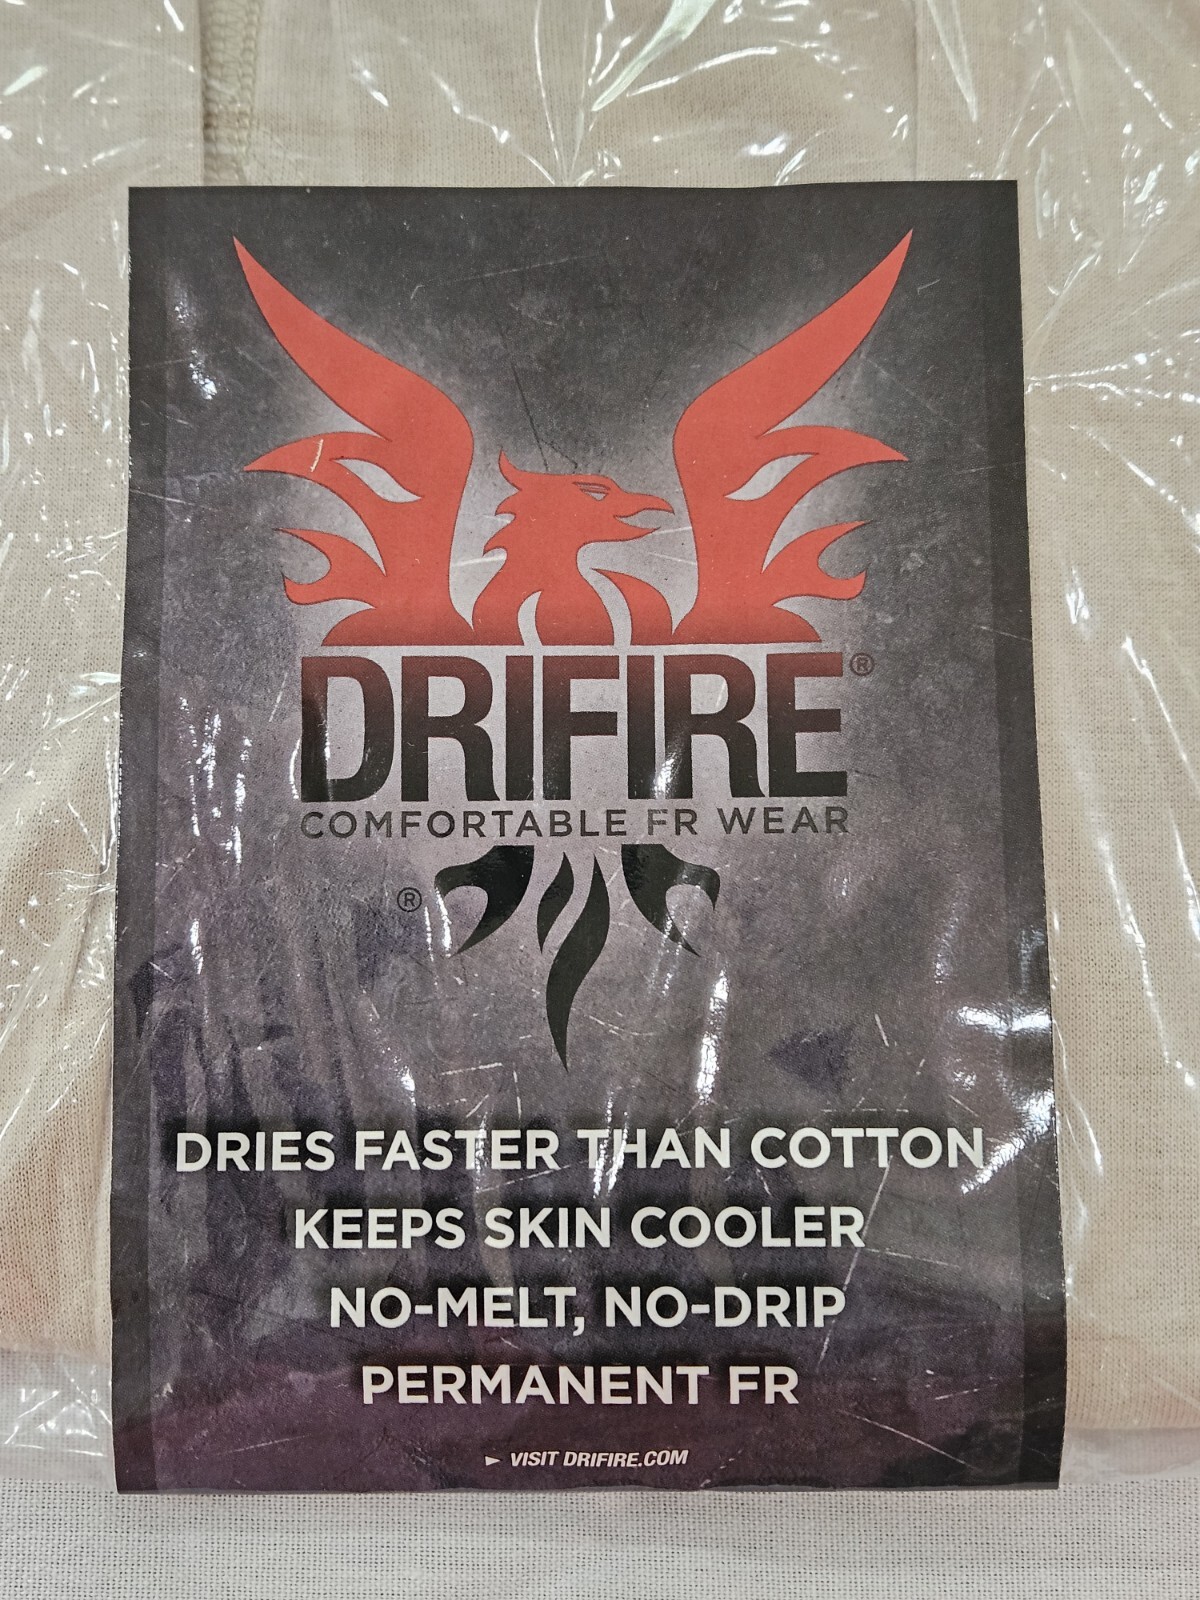 DRIFIRE®
COMFORTABLE FR WEAR
®
DRIES FASTER THAN COTTON
KEEPS SKIN COOLER
NO-MELT, NO-DRIP
PERMANENT FR
► VISIT DRIFIRE.COM